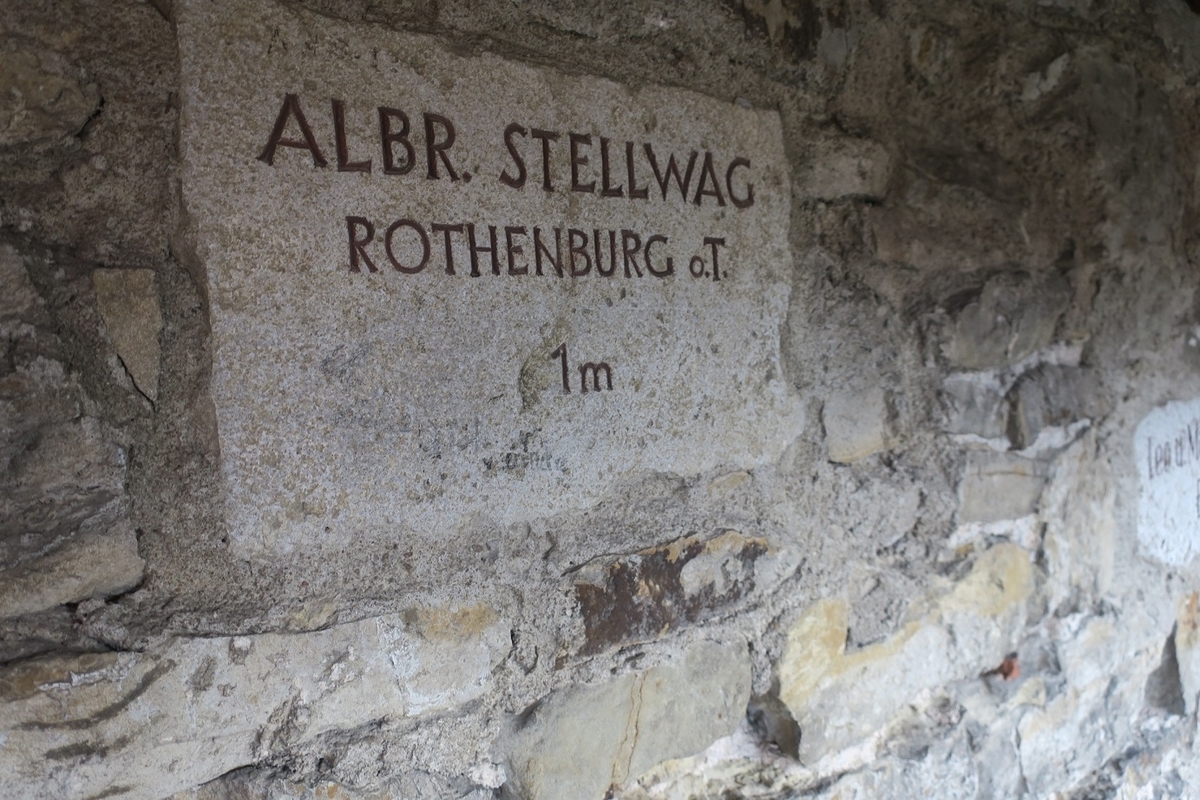 ALBR. STELLWAG
ROTHENBURG o.T.
1m